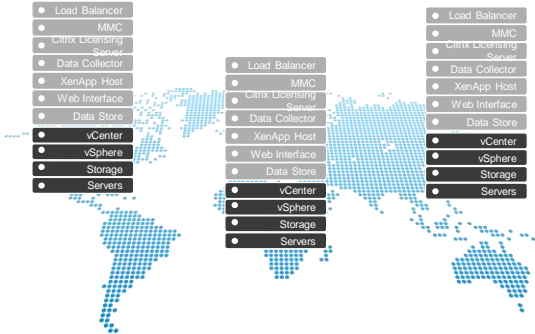 Load Balancer
MMC
Citrix Licensing
Server
Data Collector
XenApp Host
Web Interface
Data Store
vCenter
vSphere
Storage
Servers
Load Balancer
MMC
Citrix Licensing
Server
Data Collector
XenApp Host
Web Interface
Data Store
vCenter
vSphere
Storage
Servers
Load Balancer
MMC
Citrix Licensing
Server
Data Collector
XenApp Host
Web Interface
Data Store
vCenter
vSphere
Storage
Servers